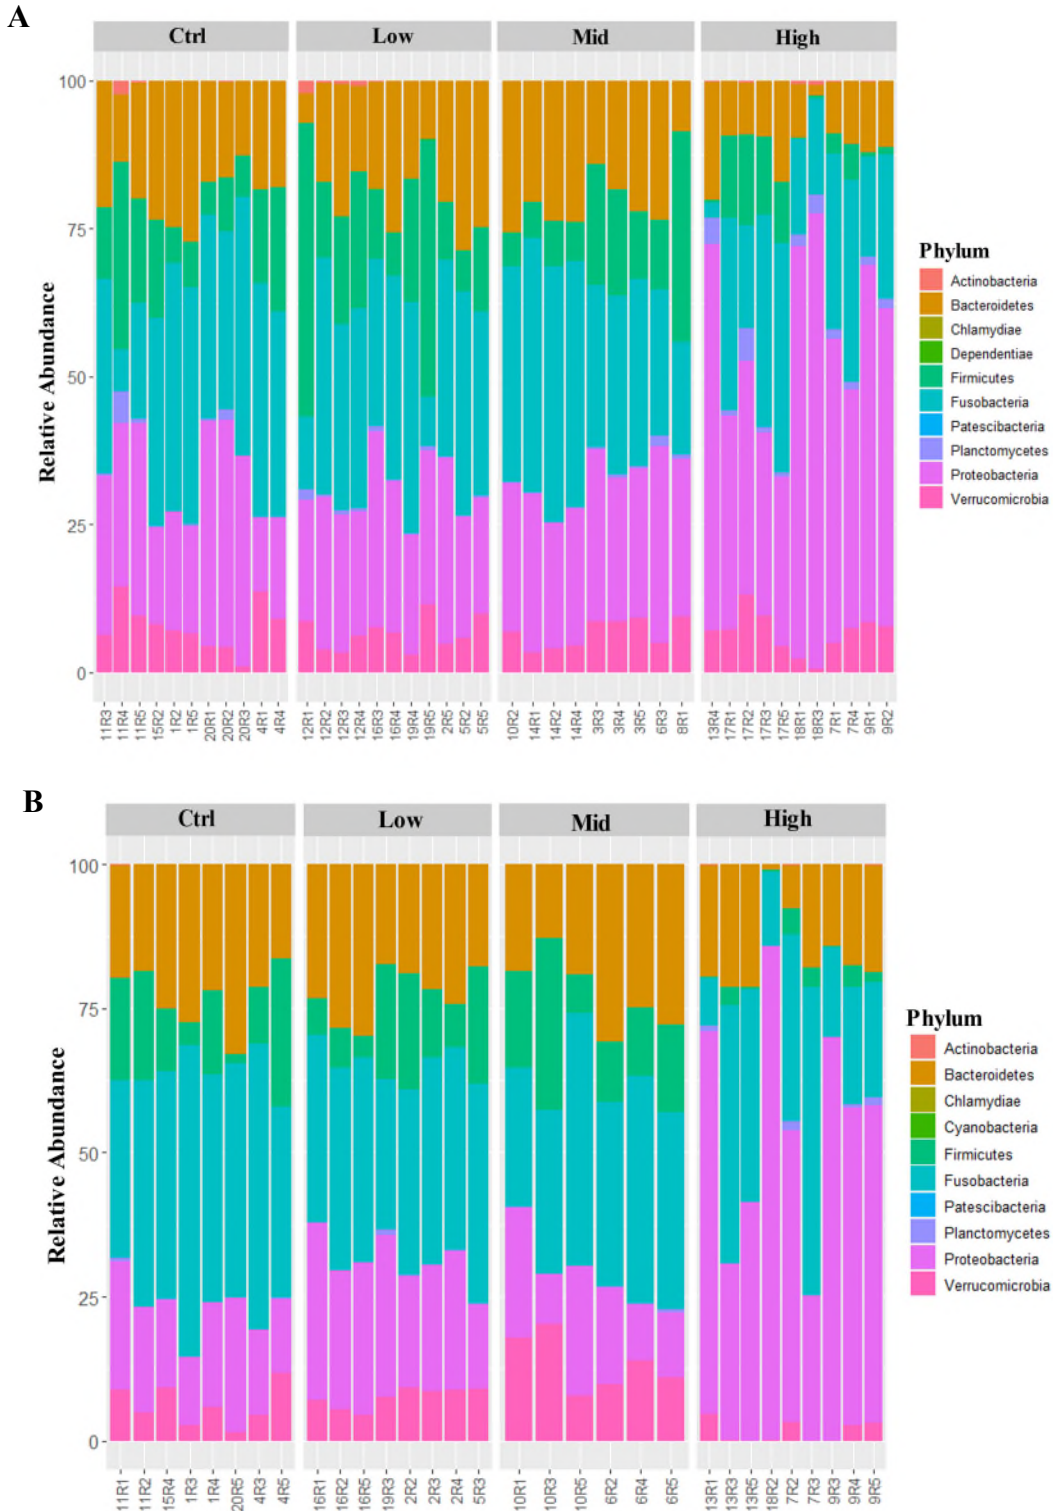 A
Ctrl Low Mid High
100
75
50
25
0
Relative Abundance
11R3 11R4 11R5 15R2 1R2 1R5 20R1 20R2 20R3 4R1 4R4 12R1 12R2 12R3 12R4 16R3 16R4 19R4 19R5 2R5 5R2 5R5 10R2 14R1 14R2 14R4 3R3 3R4 3R5 6R3 8R1 13R4 17R1 17R2 17R3 17R5 18R1 18R3 7R1 7R4 9R1 9R2
Phylum
Actinobacteria
Bacteroidetes
Chlamydiae
Dependentiae
Firmicutes
Fusobacteria
Patescibacteria
Planctomycetes
Proteobacteria
Verrucomicrobia
B
Ctrl Low Mid High
100
75
50
25
0
Relative Abundance
11R1 11R2 15R4 1R3 1R4 20R5 4R3 4R5 16R1 16R2 16R5 19R3 2R2 2R3 2R4 5R3 10R1 10R3 10R5 6R2 6R4 6R5 13R1 13R3 13R5 18R2 7R2 7R3 9R3 9R4 9R5
Phylum
Actinobacteria
Bacteroidetes
Chlamydiae
Cyanobacteria
Firmicutes
Fusobacteria
Patescibacteria
Planctomycetes
Proteobacteria
Verrucomicrobia